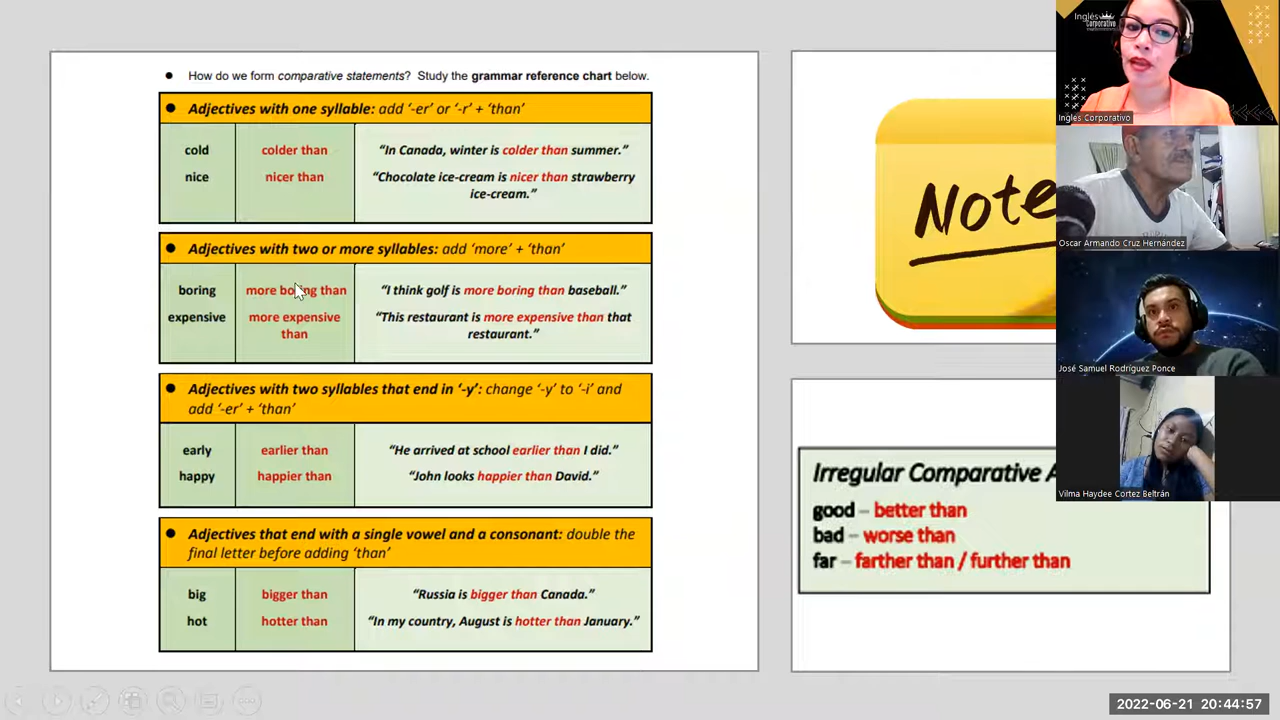 ● How do we form comparative statements? Study the grammar reference chart below.
● Adjectives with one syllable: add ‘-er’ or ‘-r’ + ‘than’
cold colder than “In Canada, winter is colder than summer.”
nice nicer than “Chocolate ice-cream is nicer than strawberry
ice-cream.”
● Adjectives with two or more syllables: add ‘more’ + ‘than’
boring more boring than “I think golf is more boring than baseball.”
expensive more expensive “This restaurant is more expensive than that
than restaurant.”
● Adjectives with two syllables that end in ‘-y’: change ‘-y’ to ‘-i’ and
add ‘-er’ + ‘than’
early earlier than “He arrived at school earlier than I did.”
happy happier than “John looks happier than David.”
● Adjectives that end with a single vowel and a consonant: double the
final letter before adding ‘than’
big bigger than “Russia is bigger than Canada.”
hot hotter than “In my country, August is hotter than January.”
Note
Irregular Comparative A
good – better than
bad – worse than
far – farther than / further than
Inglés
Corporativo
Inglés Corporativo
Oscar Armando Cruz Hernández
José Samuel Rodríguez Ponce
Vilma Haydee Cortez Beltrán
2022-06-21 20:44:57